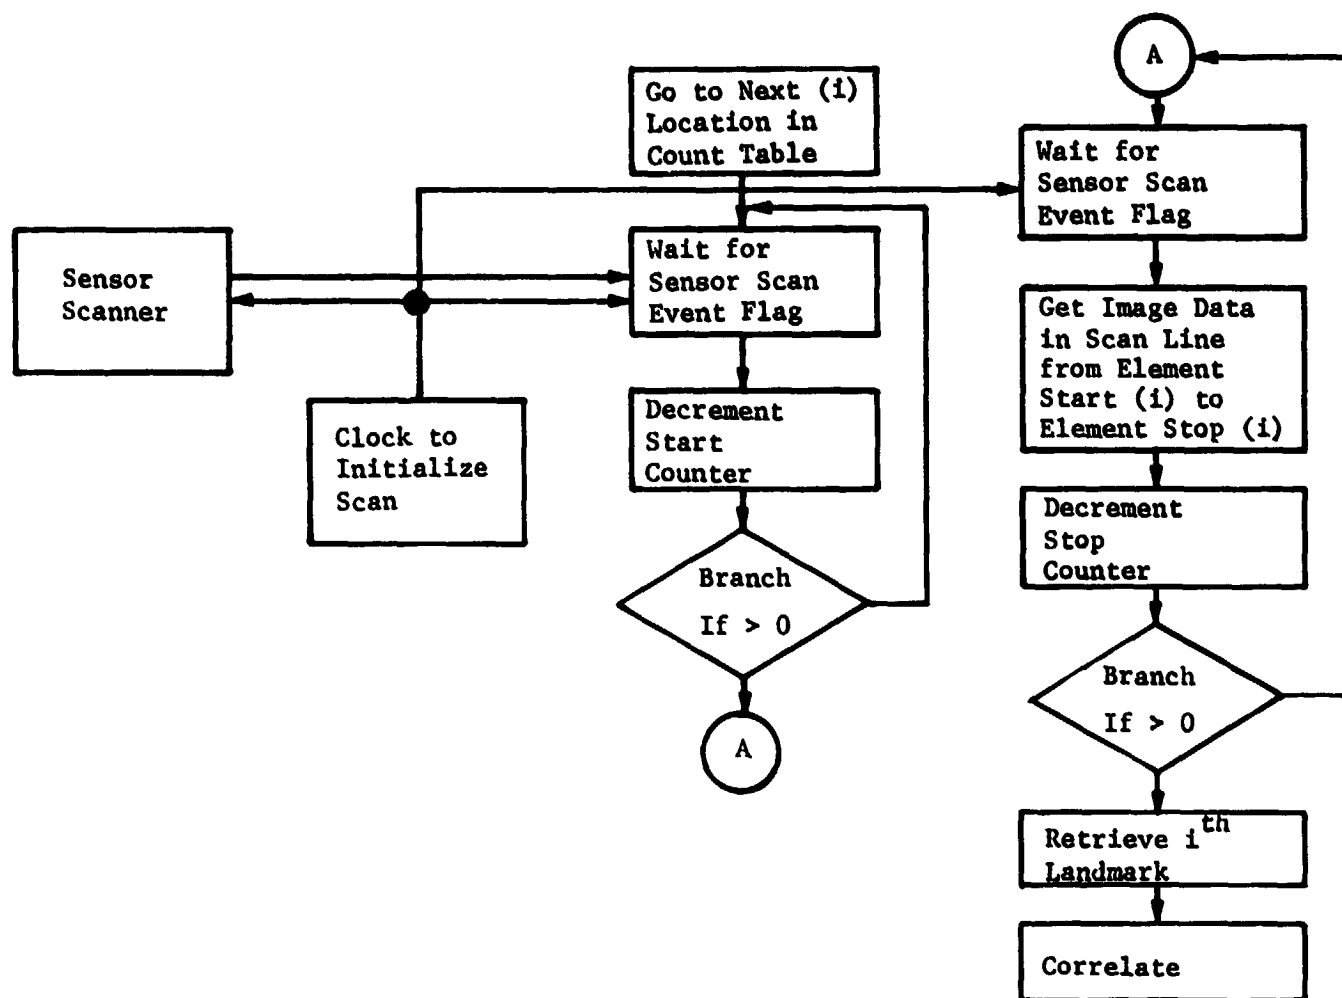 Sensor
Scanner
Clock to
Initialize
Scan
Go to Next (i)
Location in
Count Table
Wait for
Sensor Scan
Event Flag
Decrement
Start
Counter
Branch
If > 0
A
A
Wait for
Sensor Scan
Event Flag
Get Image Data
in Scan Line
from Element
Start (i) to
Element Stop (i)
Decrement
Stop
Counter
Branch
If > 0
Retrieve i^th
Landmark
Correlate